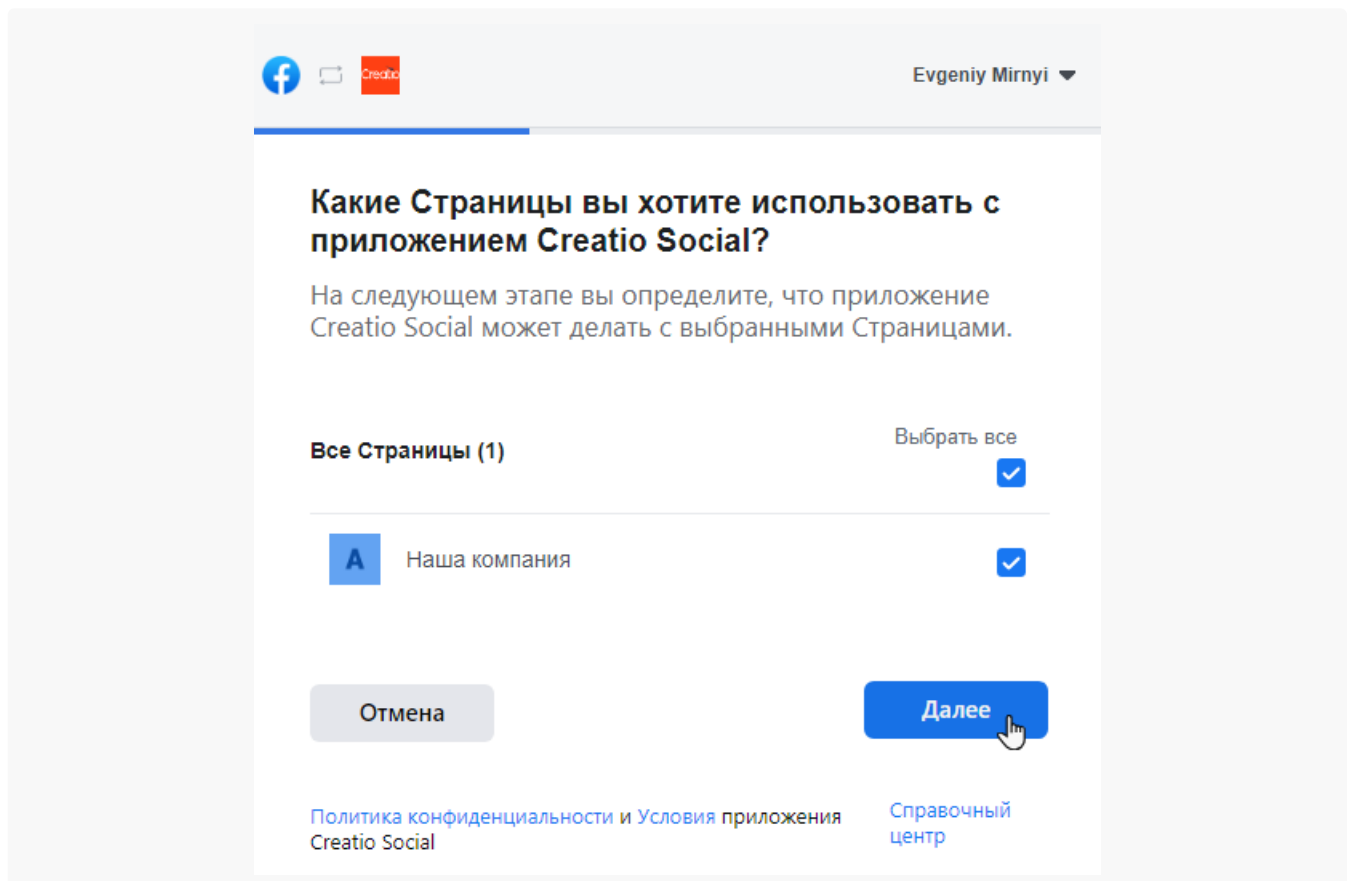 Creatio
Evgeniy Mirnyi
Какие Страницы вы хотите использовать с
приложением Creatio Social?
На следующем этапе вы определите, что приложение
Creatio Social может делать с выбранными Страницами.
Все Страницы (1)
Выбрать все
A
Наша компания
Отмена
Далее
Политика конфиденциальности и Условия приложения
Creatio Social
Справочный
центр